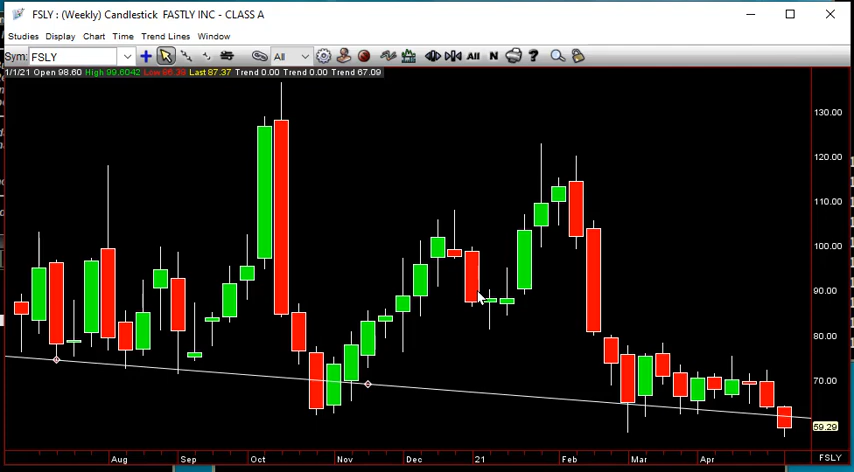 FSLY : (Weekly) Candlestick FASTLY INC - CLASS A
Studies Display Chart Time Trend Lines Window
Sym: FSLY All All N ?
1/1/21 Open 98.60 High 99.6042 Low 86.39 Last 87.37 Trend 0.00 Trend 0.00 Trend 67.09
130.00
120.00
110.00
100.00
90.00
80.00
70.00
59.29
Aug Sep Oct Nov Dec 21 Feb Mar Apr FSLY